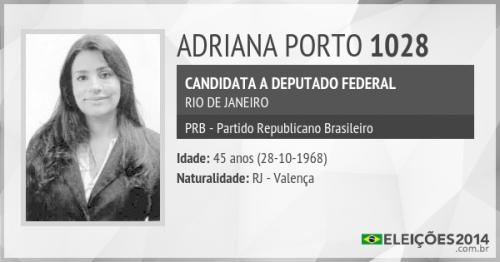 ADRIANA PORTO 1028
CANDIDATA A DEPUTADO FEDERAL
RIO DE JANEIRO
PRB - Partido Republicano Brasileiro
Idade: 45 anos (28-10-1968)
Naturalidade: RJ - Valença
ELEIÇÕES2014
.com.br